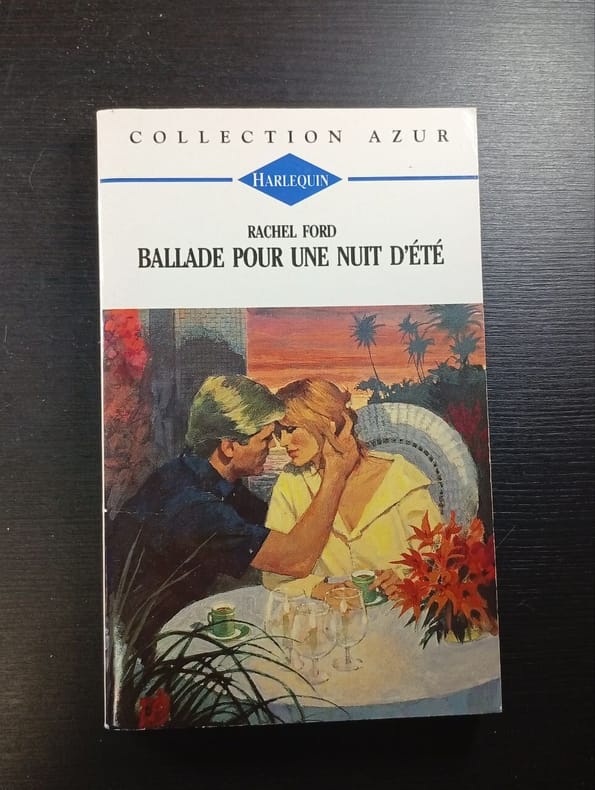 COLLECTION AZUR
HARLEQUIN
RACHEL FORD
BALLADE POUR UNE NUIT D'ÉTÉ